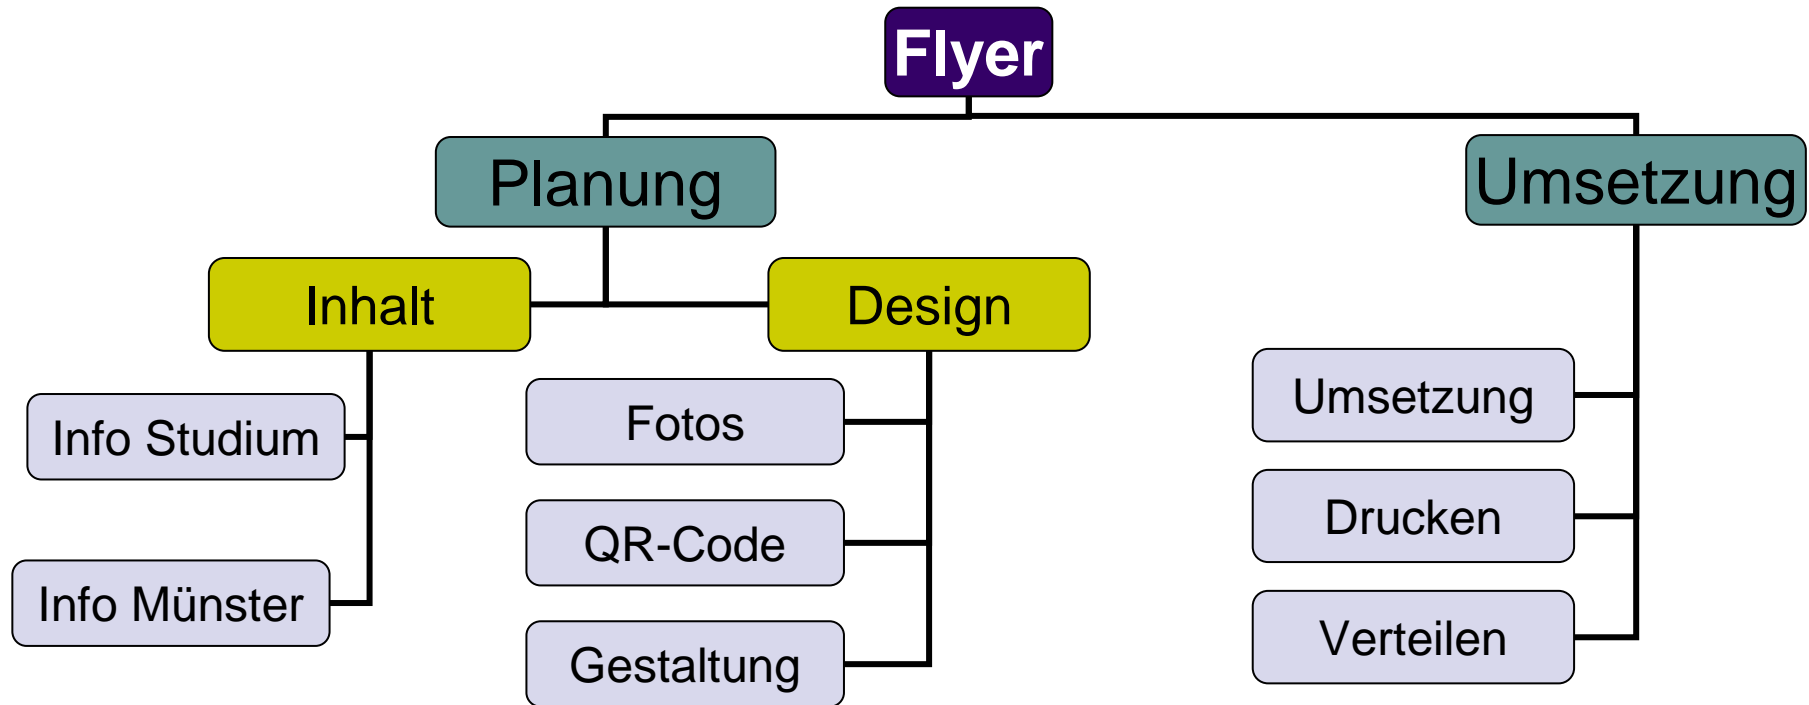 Flyer
Planung
Umsetzung
Inhalt
Design
Info Studium
Info Münster
Fotos
QR-Code
Gestaltung
Umsetzung
Drucken
Verteilen